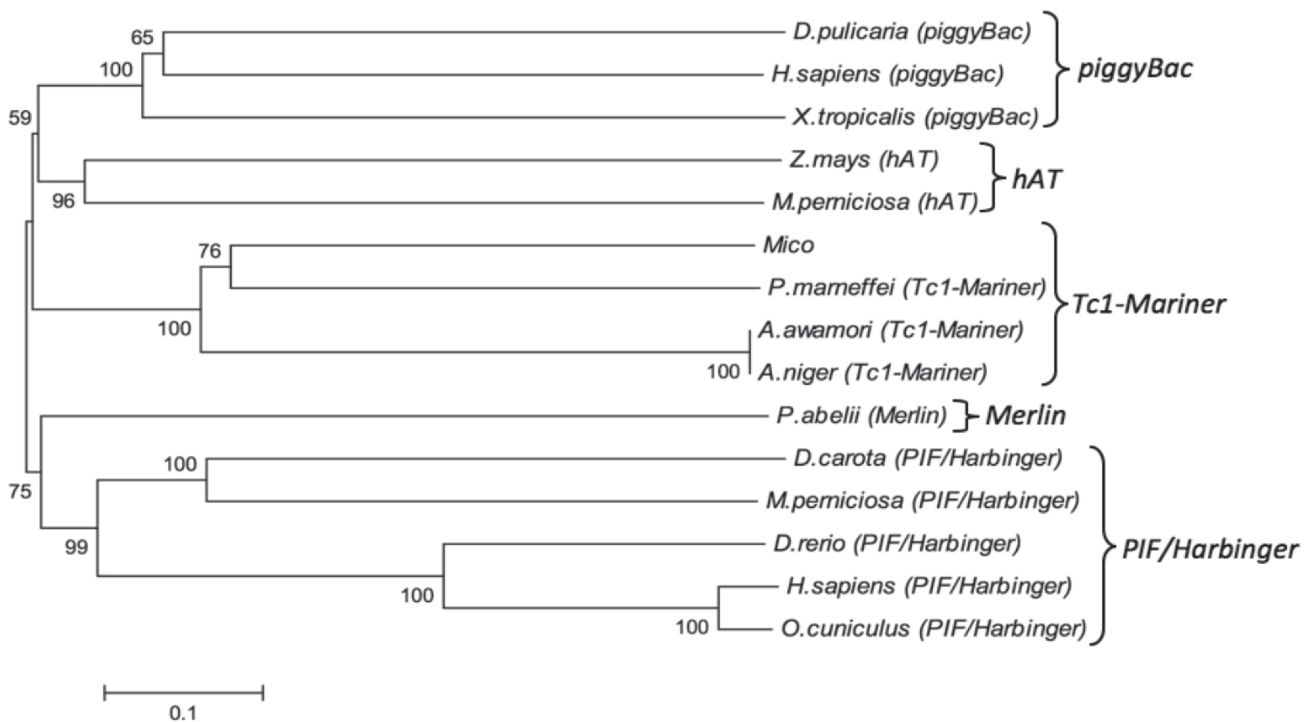 65
D.pulicaria (piggyBac)
100
H.sapiens (piggyBac)
piggyBac
59
X.tropicalis (piggyBac)
Z.mays (hAT)
hAT
96
M.perniciosa (hAT)
76
Mico
P.marneffei (Tc1-Mariner)
Tc1-Mariner
100
A.awamori (Tc1-Mariner)
100
A.niger (Tc1-Mariner)
P.abelii (Merlin)
Merlin
100
D.carota (PIF/Harbinger)
75
M.perniciosa (PIF/Harbinger)
99
D.rerio (PIF/Harbinger)
PIF/Harbinger
100
H.sapiens (PIF/Harbinger)
100
O.cuniculus (PIF/Harbinger)
0.1